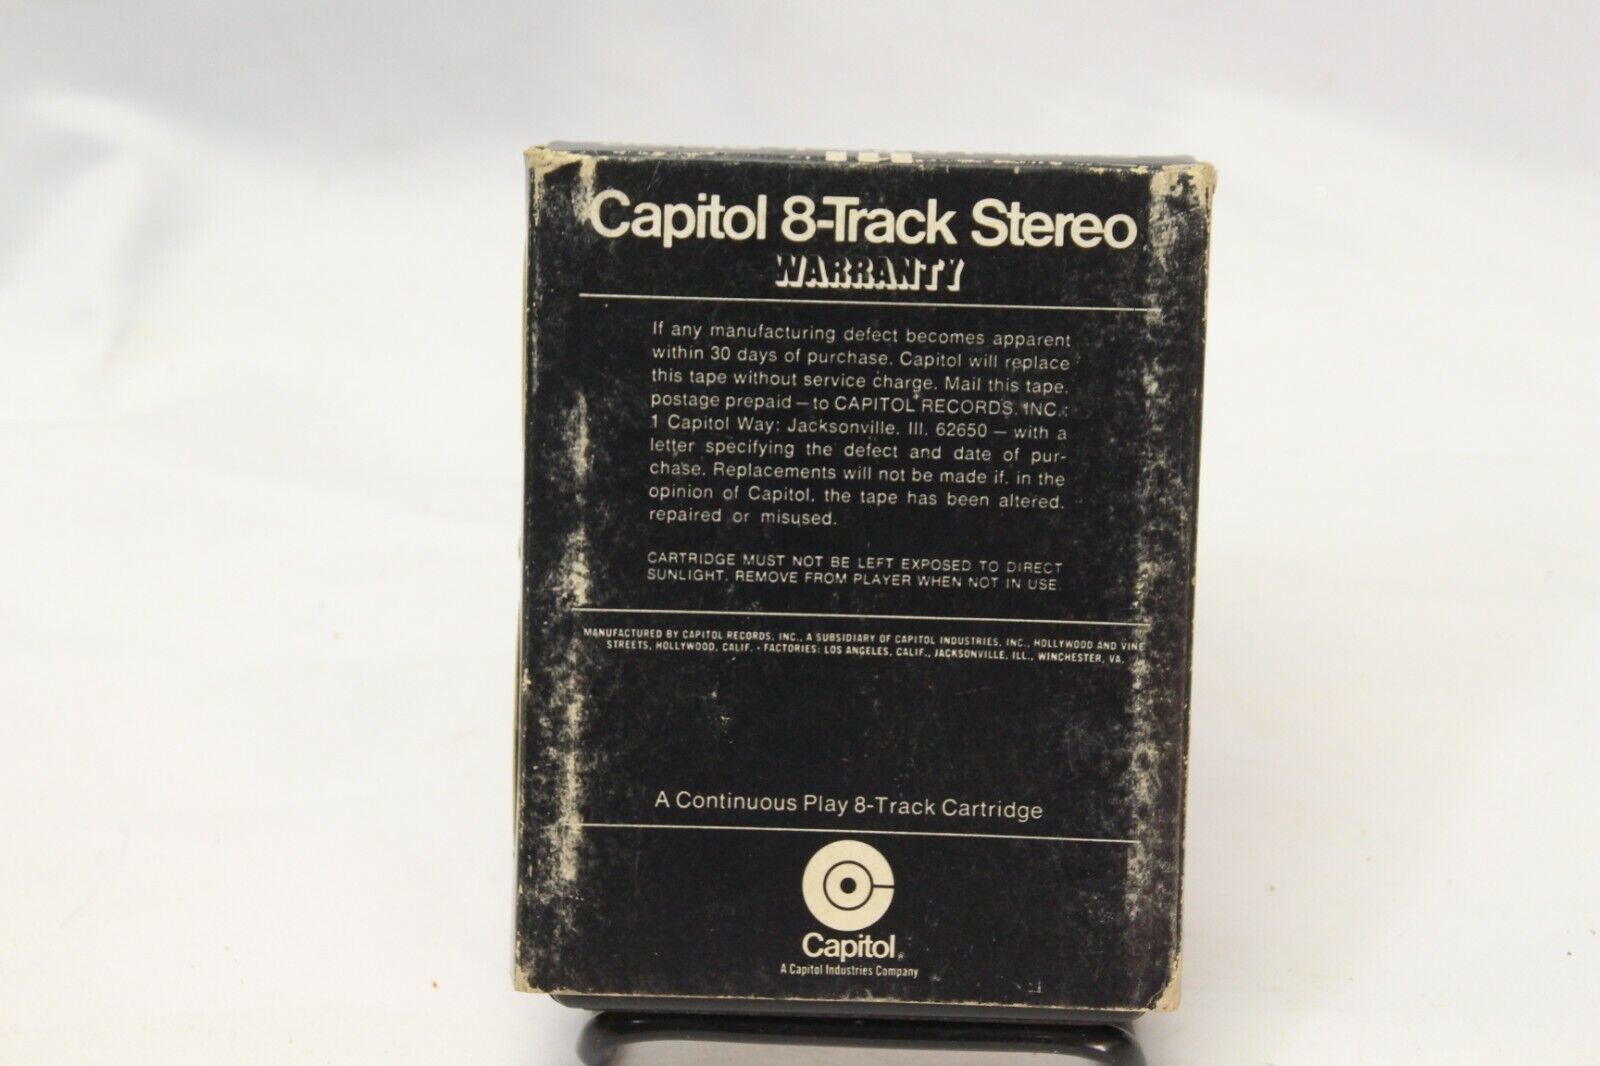 Capitol 8-Track Stereo
WARRANTY
If any manufacturing defect becomes apparent
within 30 days of purchase. Capitol will replace
this tape without service charge. Mail this tape.
postage prepaid — to CAPITOL RECORDS, INC.:
1 Capitol Way; Jacksonville, Ill. 62650 — with a
letter specifying the defect and date of pur-
chase. Replacements will not be made if. in the
opinion of Capitol, the tape has been altered.
repaired or misused.
CARTRIDGE MUST NOT BE LEFT EXPOSED TO DIRECT
SUNLIGHT. REMOVE FROM PLAYER WHEN NOT IN USE.
MANUFACTURED BY CAPITOL RECORDS, INC., A SUBSIDIARY OF CAPITOL INDUSTRIES, INC., HOLLYWOOD AND VINE
STREETS, HOLLYWOOD, CALIF. • FACTORIES: LOS ANGELES, CALIF., JACKSONVILLE, ILL., WINCHESTER, VA.
A Continuous Play 8-Track Cartridge
Capitol®
A Capitol Industries Company